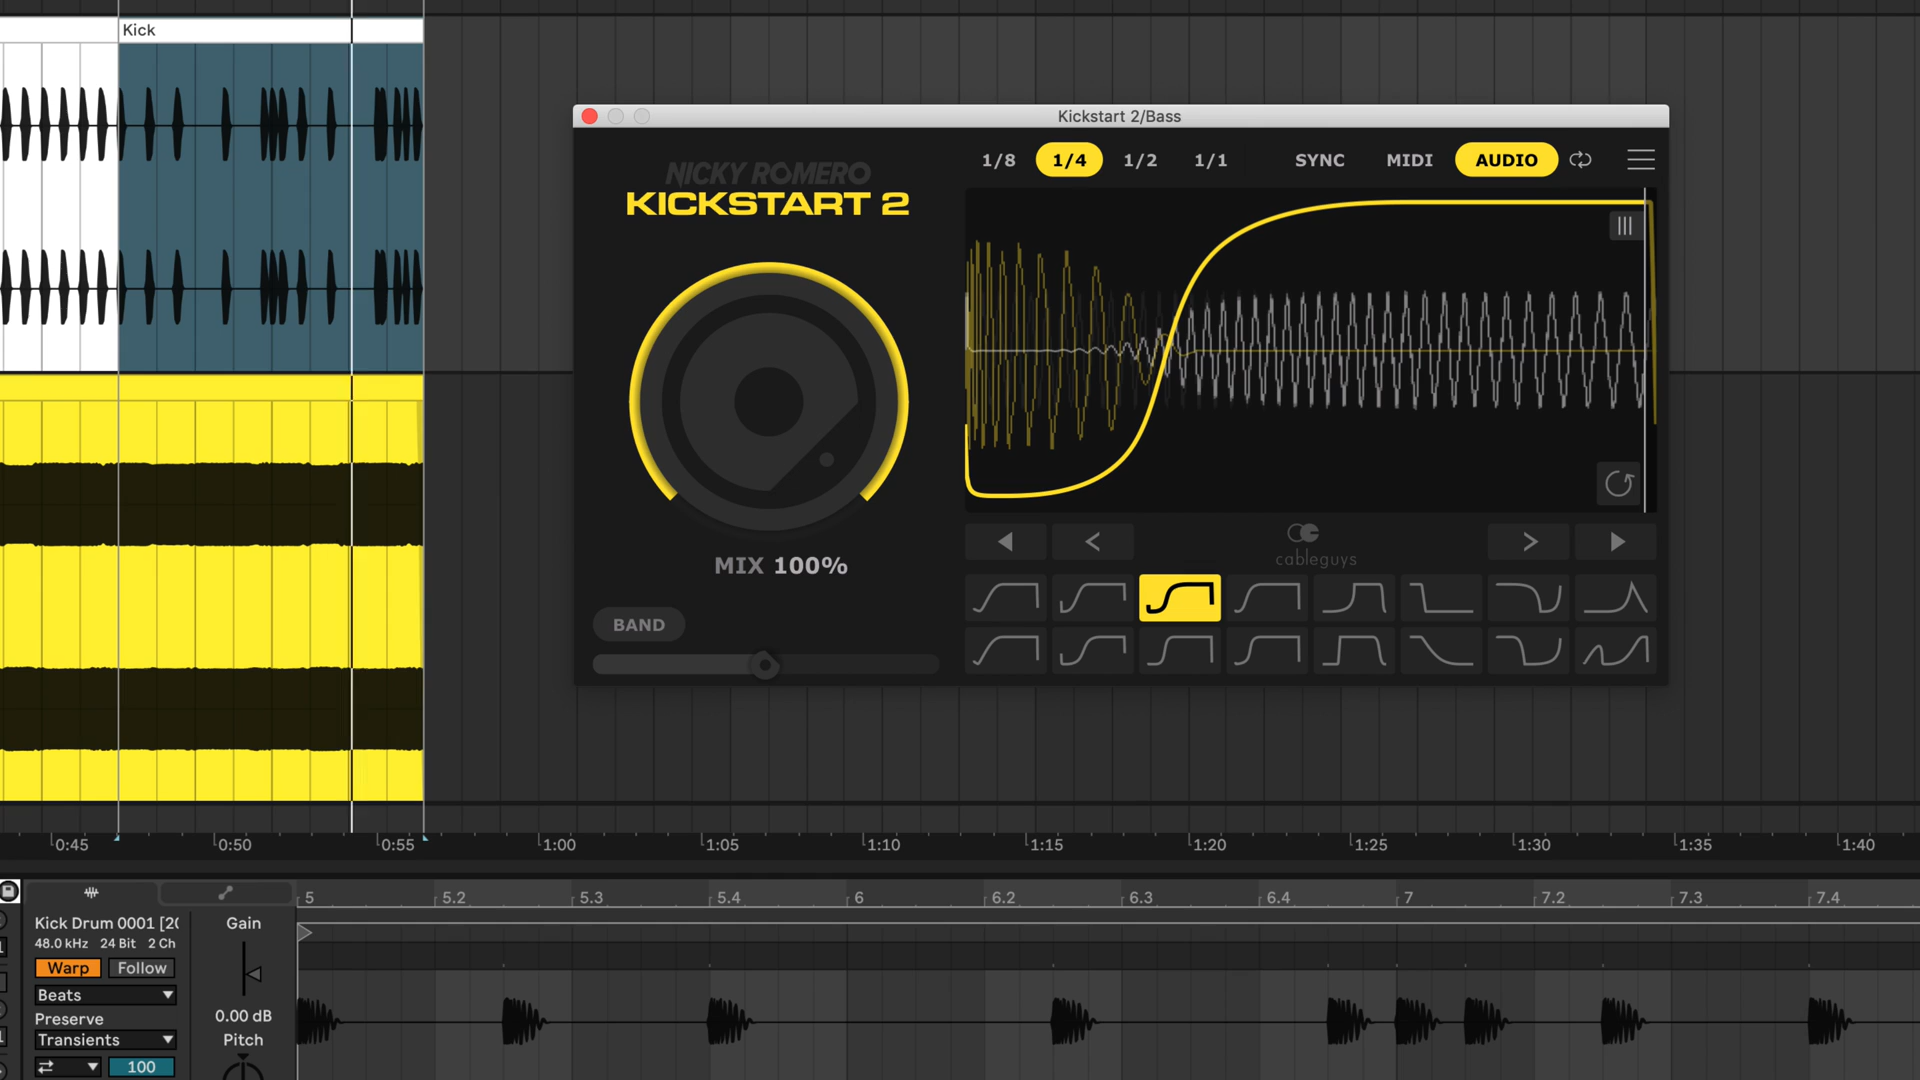 Kick
Kickstart 2/Bass
1/8 1/4 1/2 1/1 SYNC MIDI AUDIO
NICKY ROMERO
KICKSTART 2
MIX 100%
cableguys
BAND
0:45 0:50 0:55 1:00 1:05 1:10 1:15 1:20 1:25 1:30 1:35 1:40
5 5.2 5.3 5.4 6 6.2 6.3 6.4 7 7.2 7.3 7.4
Kick Drum 0001 [20 Gain
48.0 kHz 24 Bit 2 Ch
Warp Follow
Beats
Preserve 0.00 dB
Transients Pitch
100